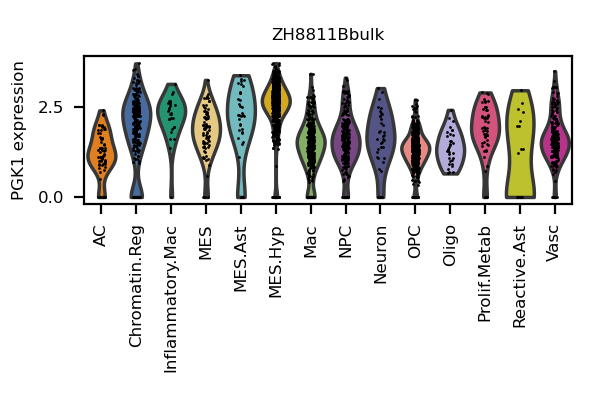 ZH8811Bbulk
PGK1 expression
2.5
0.0
AC
Chromatin.Reg
Inflammatory.Mac
MES
MES.Ast
MES.Hyp
Mac
NPC
Neuron
OPC
Oligo
Prolif.Metab
Reactive.Ast
Vasc